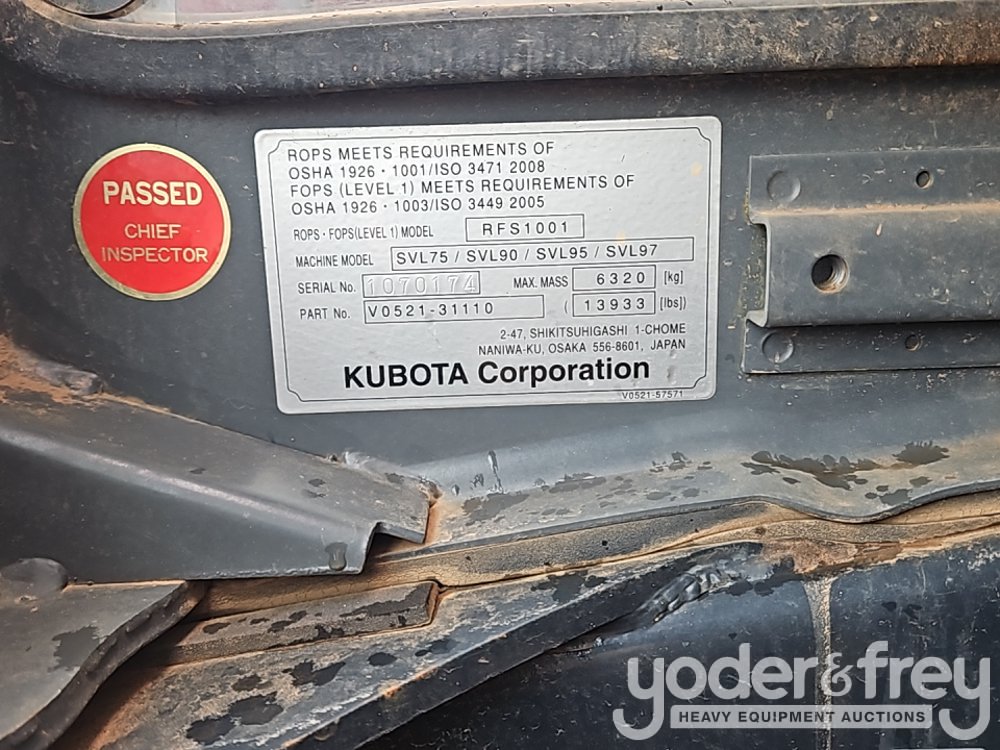 PASSED
CHIEF
INSPECTOR
ROPS MEETS REQUIREMENTS OF
OSHA 1926・1001/ISO 3471 2008
FOPS (LEVEL 1) MEETS REQUIREMENTS OF
OSHA 1926・1003/ISO 3449 2005
ROPS・FOPS(LEVEL 1) MODEL RFS1001
MACHINE MODEL SVL75 / SVL90 / SVL95 / SVL97
SERIAL No. 1070174 MAX. MASS 6320 [kg]
PART No. V0521-31110 ( 13933 [lbs])
2-47, SHIKITSUHIGASHI 1-CHOME
NANIWA-KU, OSAKA 556-8601, JAPAN
KUBOTA Corporation
V0521-57571
yoder&frey
HEAVY EQUIPMENT AUCTIONS